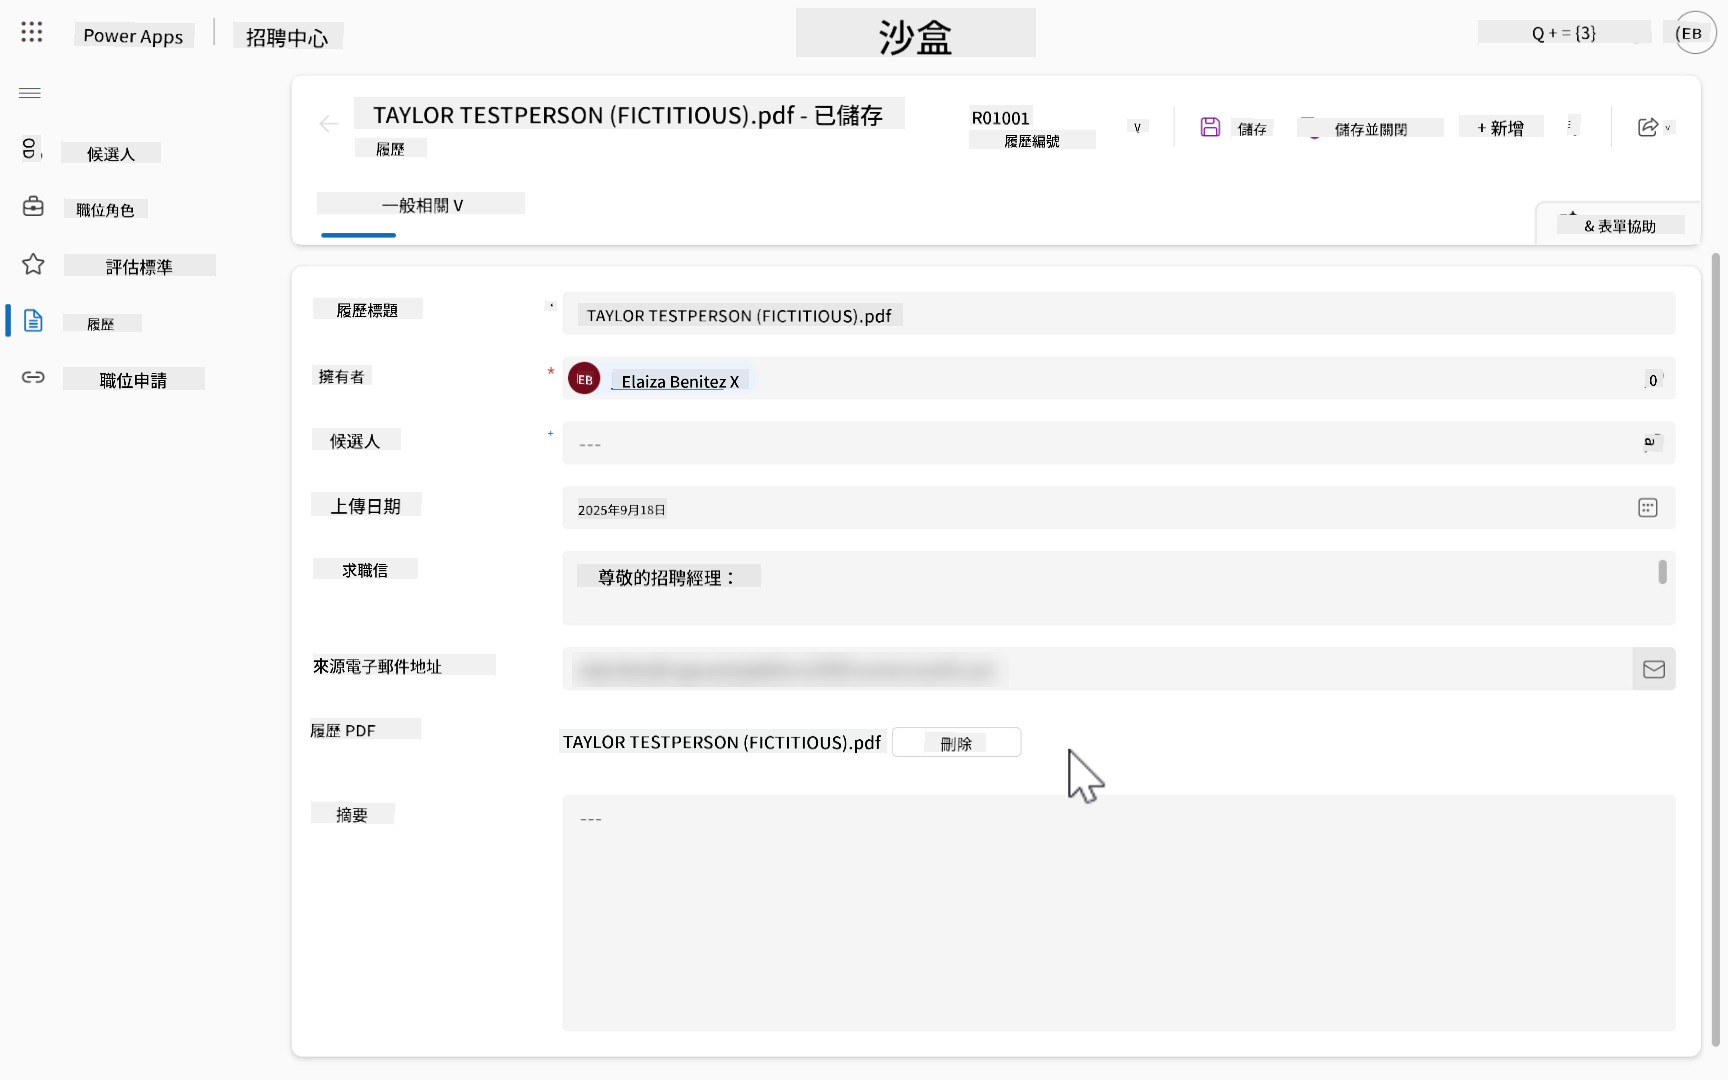 Power Apps
招聘中心
沙盒
Q + = {3}
EB
TAYLOR TESTPERSON (FICTITIOUS).pdf - 已儲存
履歷
R01001
履歷編號
儲存
儲存並關閉
+ 新增
一般相關 V
& 表單協助
候選人
職位角色
評估標準
履歷
職位申請
履歷標題
TAYLOR TESTPERSON (FICTITIOUS).pdf
擁有者
*
EB
Elaiza Benitez X
候選人
+
---
上傳日期
2025年9月18日
求職信
尊敬的招聘經理：
來源電子郵件地址
履歷 PDF
TAYLOR TESTPERSON (FICTITIOUS).pdf
刪除
摘要
---